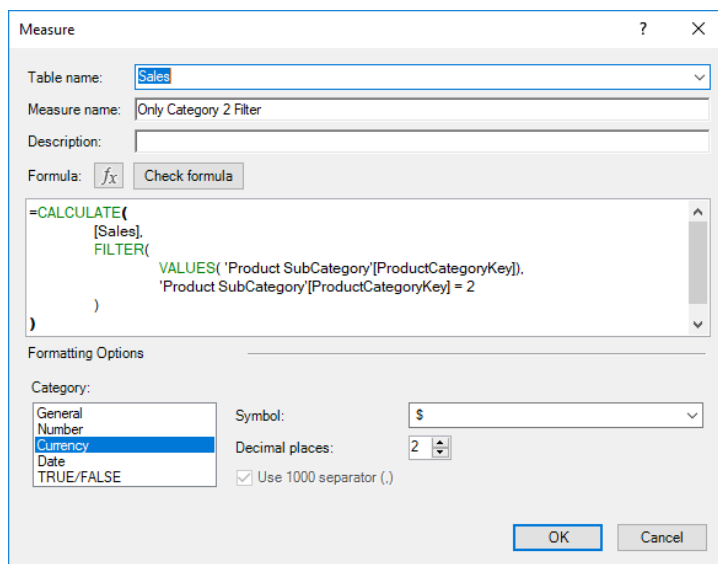 Measure ?
Table name: Sales
Measure name: Only Category 2 Filter
Description:
Formula: fx Check formula
=CALCULATE(
[Sales],
FILTER(
VALUES( 'Product SubCategory'[ProductCategoryKey]),
'Product SubCategory'[ProductCategoryKey] = 2
)
)
Formatting Options
Category:
General
Number
Currency
Date
TRUE/FALSE
Symbol: $
Decimal places: 2
Use 1000 separator (,)
OK Cancel